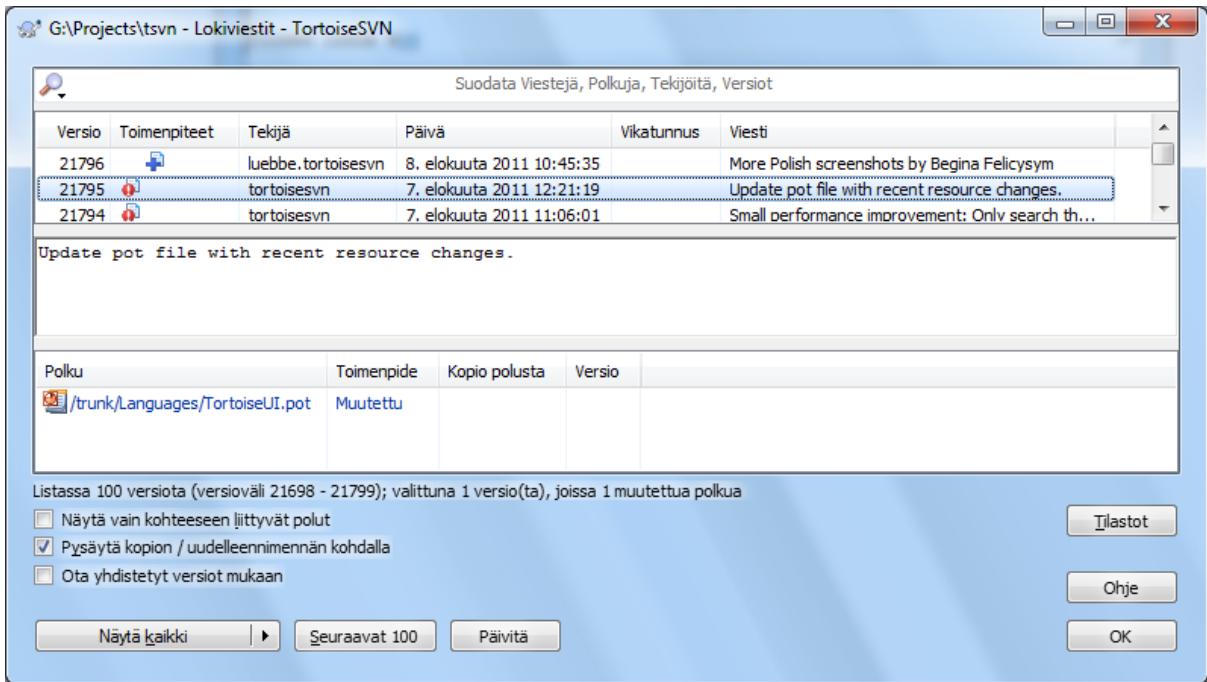 G:\Projects\tsvn - Lokiviestit - TortoiseSVN
Suodata Viestejä, Polkuja, Tekijöitä, Versiot
Versio Toimenpiteet Tekijä Päivä Vikatunnus Viesti
21796 luebbe.tortoisesvn 8. elokuuta 2011 10:45:35 More Polish screenshots by Begina Felicysym
21795 tortoisesvn 7. elokuuta 2011 12:21:19 Update pot file with recent resource changes.
21794 tortoisesvn 7. elokuuta 2011 11:06:01 Small performance improvement: Only search th...
Update pot file with recent resource changes.
Polku Toimenpide Kopio polusta Versio
/trunk/Languages/TortoiseUI.pot Muutettu
Listassa 100 versiota (versioväli 21698 - 21799); valittuna 1 versio(ta), joissa 1 muutettua polkua
Näytä vain kohteeseen liittyvät polut
Tilastot
Pysäytä kopion / uudelleennimennän kohdalla
Ota yhdistetyt versiot mukaan
Ohje
Näytä kaikki Seuraavat 100 Päivitä OK